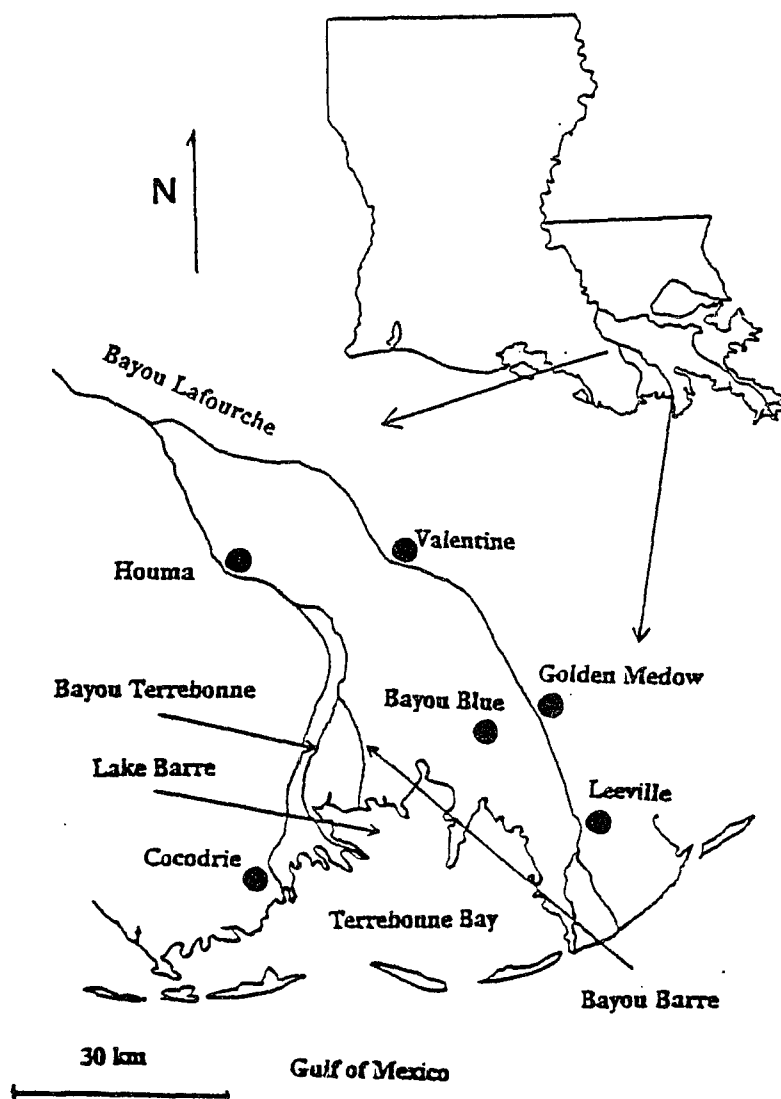 N
Bayou Lafourche
Valentine
Houma
Golden Medow
Bayou Terrebonne
Bayou Blue
Lake Barre
Leeville
Cocodrie
Terrebonne Bay
Bayou Barre
30 km
Gulf of Mexico